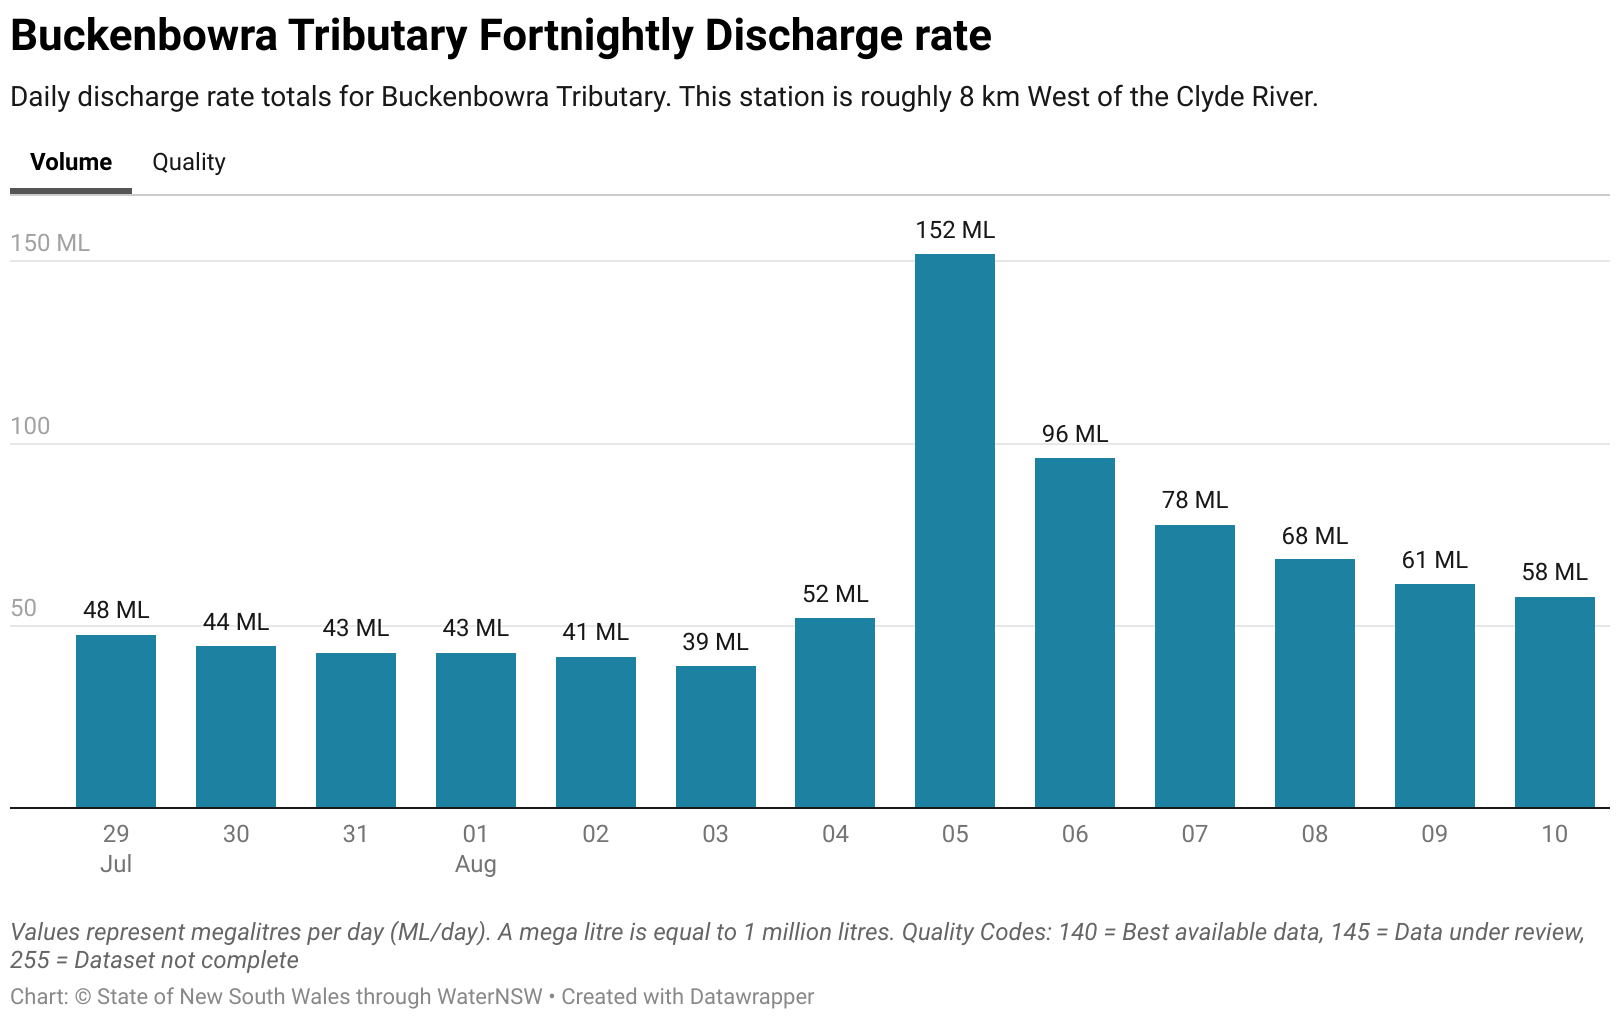 Buckenbowra Tributary Fortnightly Discharge rate
Daily discharge rate totals for Buckenbowra Tributary. This station is roughly 8 km West of the Clyde River.
Volume Quality
150 ML
100
50
48 ML
44 ML
43 ML
43 ML
41 ML
39 ML
52 ML
152 ML
96 ML
78 ML
68 ML
61 ML
58 ML
29 30 31 01 02 03 04 05 06 07 08 09 10
Jul Aug
Values represent megalitres per day (ML/day). A mega litre is equal to 1 million litres. Quality Codes: 140 = Best available data, 145 = Data under review,
255 = Dataset not complete
Chart: © State of New South Wales through WaterNSW • Created with Datawrapper